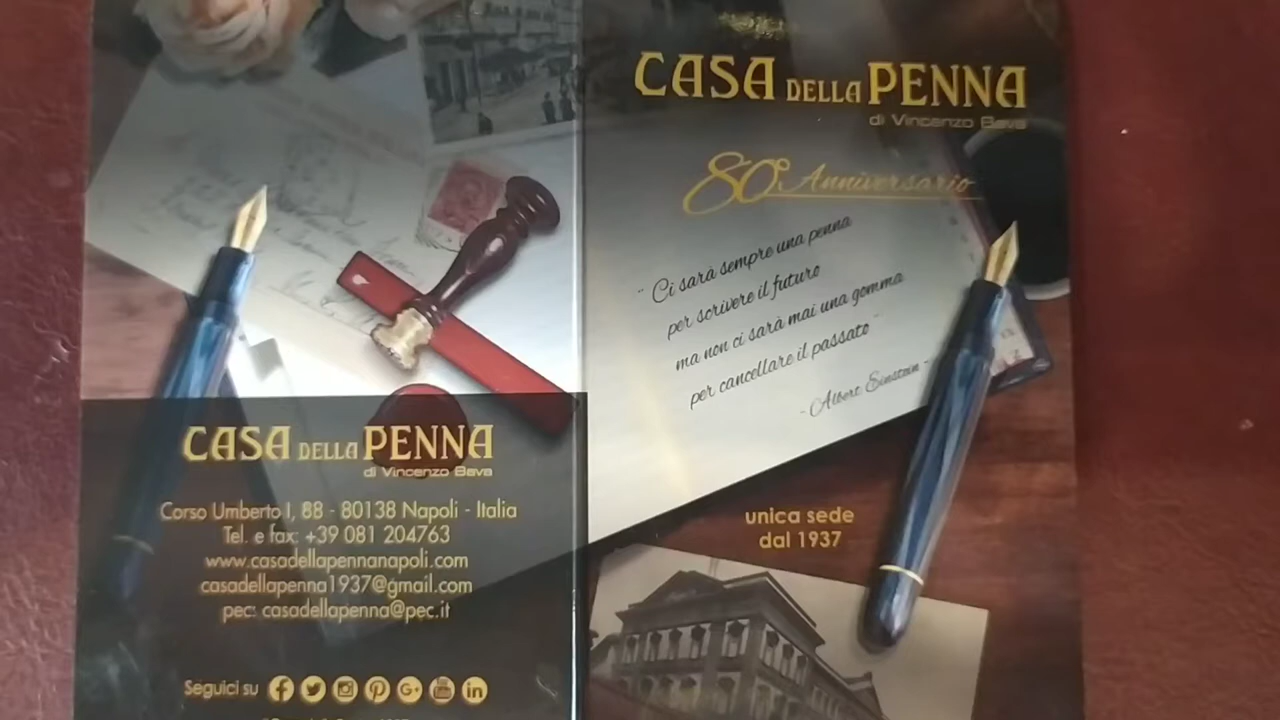 CASA DELLA PENNA
di Vincenzo Bava
Corso Umberto I, 88 - 80138 Napoli - Italia
Tel. e fax: +39 081 204763
www.casadellapennanapoli.com
casadellapenna1937@gmail.com
pec: casadellapenna@pec.it
Seguici su
CASA DELLA PENNA
di Vincenzo Bava
80° Anniversario
" Ci sarà sempre una penna
per scrivere il futuro
ma non ci sarà mai una gomma
per cancellare il passato "
- Albert Einstein -
unica sede
dal 1937